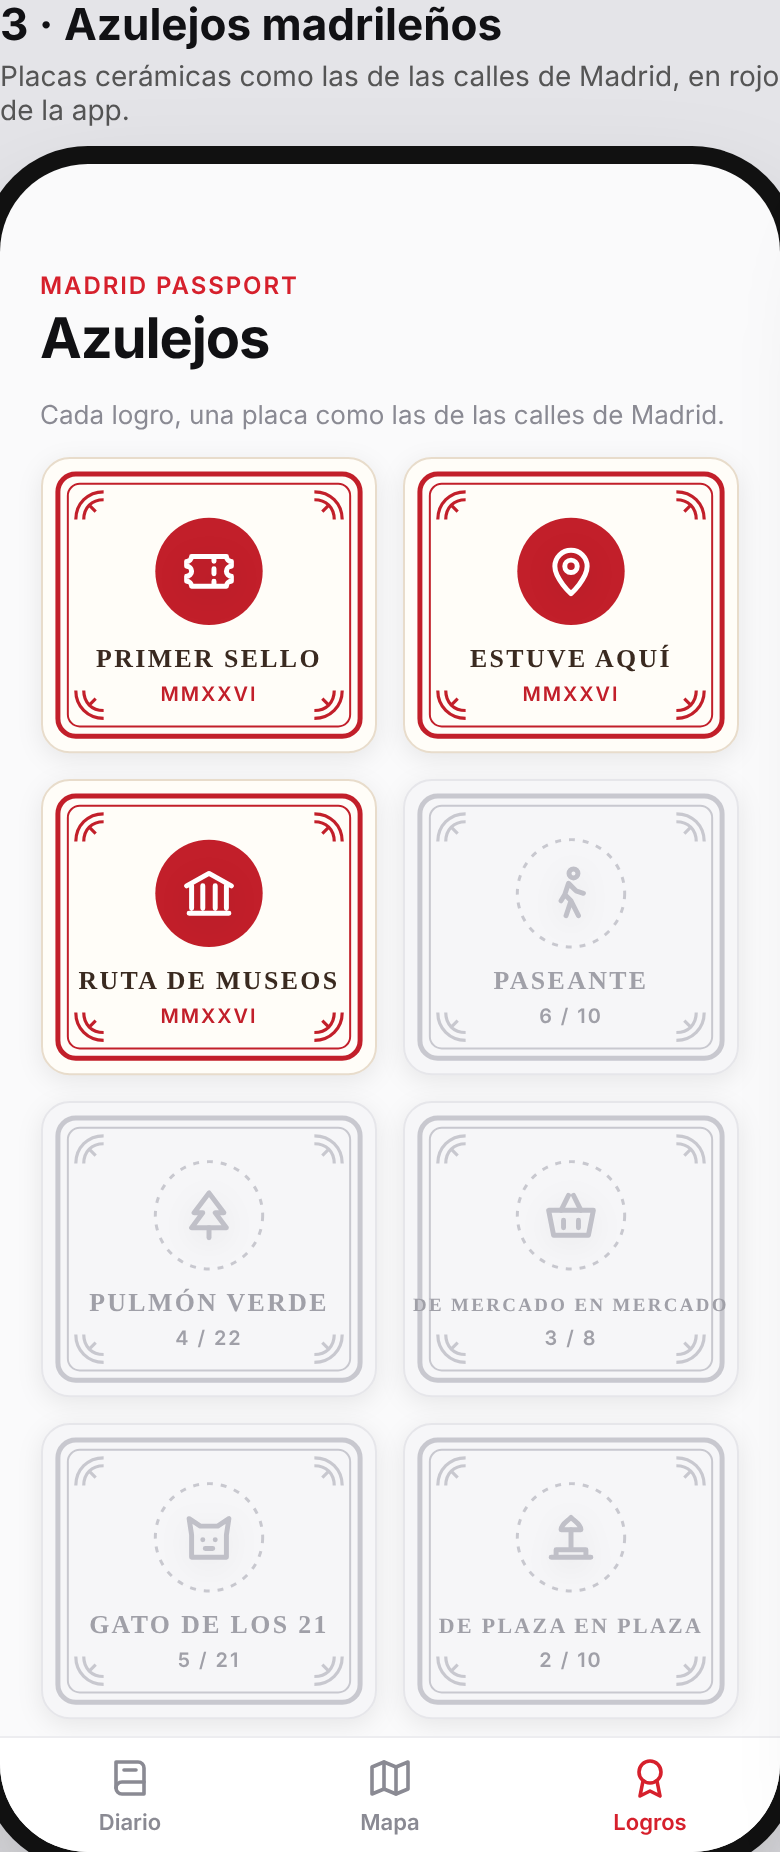 3 · Azulejos madrileños
Placas cerámicas como las de las calles de Madrid, en rojo
de la app.
MADRID PASSPORT
Azulejos
Cada logro, una placa como las de las calles de Madrid.
PRIMER SELLO
MMXXVI
ESTUVE AQUÍ
MMXXVI
RUTA DE MUSEOS
MMXXVI
PASEANTE
6 / 10
PULMÓN VERDE
4 / 22
DE MERCADO EN MERCADO
3 / 8
GATO DE LOS 21
5 / 21
DE PLAZA EN PLAZA
2 / 10
Diario
Mapa
Logros